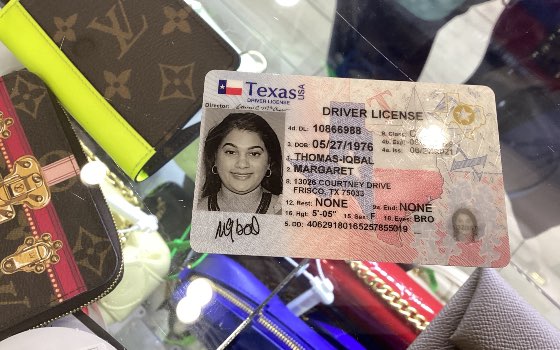 Texas
USA
DRIVER LICENSE
Director:
DRIVER LICENSE
4d. DL: 10866988
9. Class:
3. DOB: 05/27/1976
4b. Exp:
4a. Iss:
1. THOMAS-IQBAL
2. MARGARET
8. 13026 COURTNEY DRIVE
FRISCO, TX 75033
12. Rest: NONE
9a. End: NONE
16. Hgt: 5'-05" 15. Sex: F 18. Eyes: BRO
5. DD: 40629180165257855019
LV